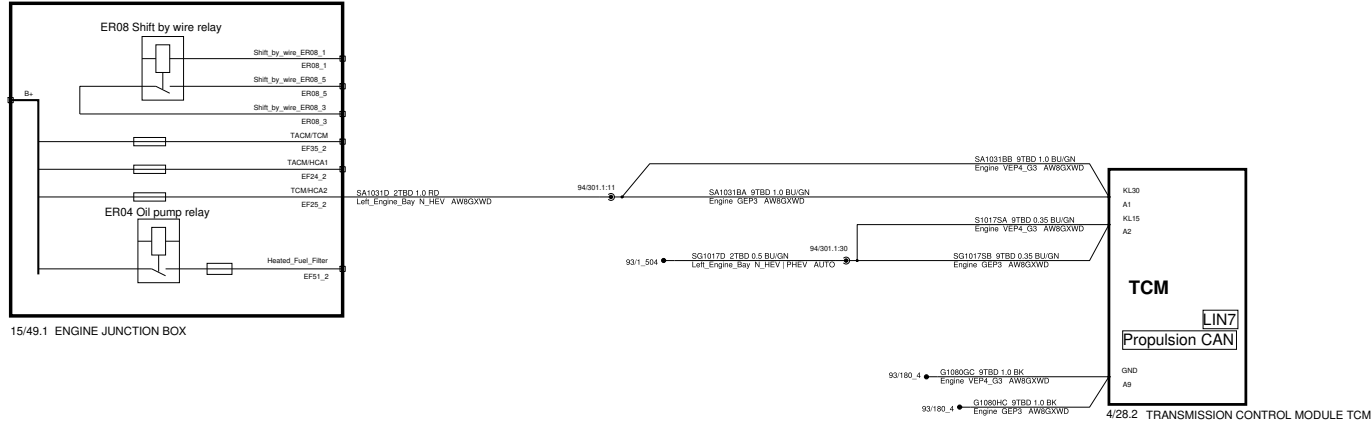 ER08 Shift by wire relay
Shift_by_wire_ER08_1
ER08_1
Shift_by_wire_ER08_5
ER08_5
B+
Shift_by_wire_ER08_3
ER08_3
TACM/TCM
EF35_2
TACM/HCA1
EF24_2
TCM/HCA2
EF25_2
ER04 Oil pump relay
Heated_Fuel_Filter
EF51_2
15/49.1 ENGINE JUNCTION BOX
SA1031D 2TBD 1.0 RD
Left_Engine_Bay N_HEV AW8GXWD
94/301.1:11
SA1031BB 9TBD 1.0 BU/GN
Engine VEP4_G3 AW8GXWD
SA1031BA 9TBD 1.0 BU/GN
Engine GEP3 AW8GXWD
S1017SA 9TBD 0.35 BU/GN
Engine VEP4_G3 AW8GXWD
94/301.1:30
93/1_504
SG1017D 2TBD 0.5 BU/GN
Left_Engine_Bay N_HEV | PHEV AUTO
SG1017SB 9TBD 0.35 BU/GN
Engine GEP3 AW8GXWD
KL30
A1
KL15
A2
TCM
LIN7
Propulsion CAN
GND
A9
93/180_4
G1080GC 9TBD 1.0 BK
Engine VEP4_G3 AW8GXWD
93/180_4
G1080HC 9TBD 1.0 BK
Engine GEP3 AW8GXWD
4/28.2 TRANSMISSION CONTROL MODULE TCM